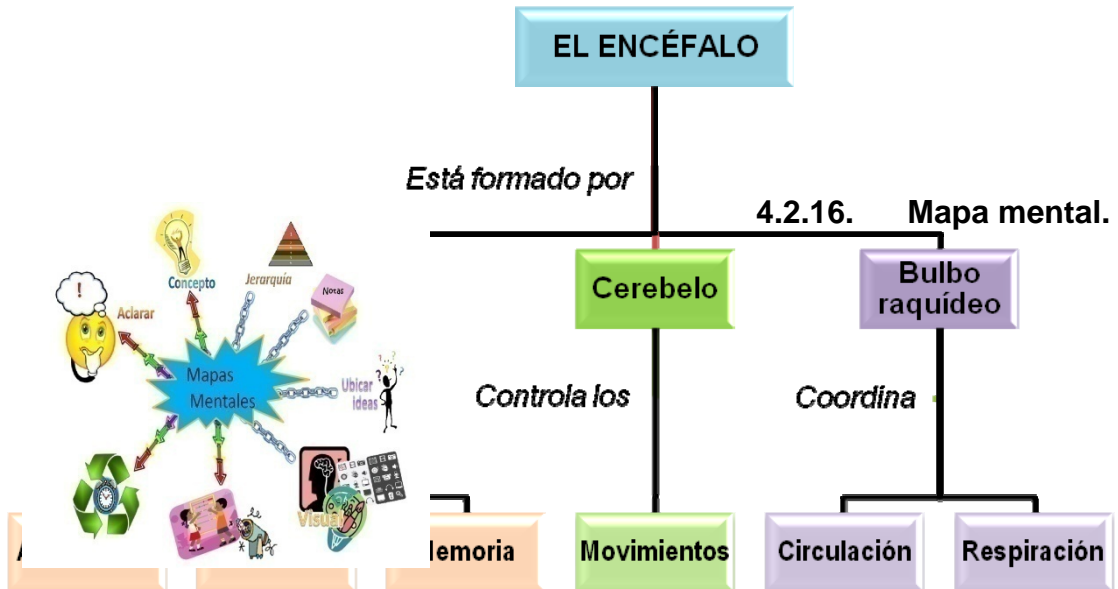 EL ENCÉFALO
Está formado por
4.2.16. Mapa mental.
Cerebelo
Bulbo
raquídeo
Controla los
Coordina
Concepto
Jerarquía
Notas
Aclarar
Mapas
Mentales
Ubicar
ideas
Visual
emoria
Movimientos
Circulación
Respiración